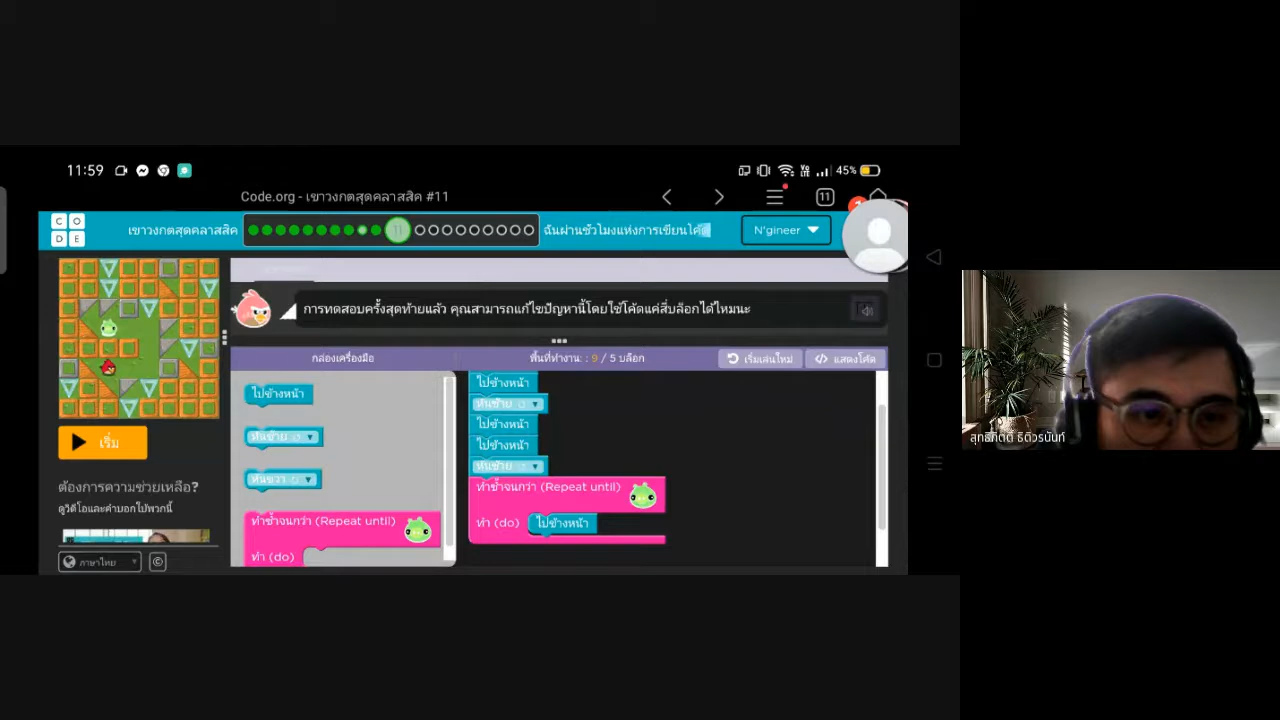 11:59
45%
Code.org - เขาวงกตสุดคลาสสิค #11
11
C O
D E
เขาวงกตสุดคลาสสิค
11
ฉันผ่านชั่วโมงแห่งการเขียนโค้
N'gineer
การทดสอบครั้งสุดท้ายแล้ว คุณสามารถแก้ไขปัญหานี้โดยใช้โค้ดแค่สี่บล็อกได้ไหมนะ
กล่องเครื่องมือ
พื้นที่ทำงาน: : 9 / 5 บล็อก
เริ่มเล่นใหม่
แสดงโค้ด
ไปข้างหน้า
หันซ้าย
หันขวา
ทำซ้ำจนกว่า (Repeat until)
ทำ (do)
ไปข้างหน้า
หันซ้าย
ไปข้างหน้า
ไปข้างหน้า
หันซ้าย
ทำซ้ำจนกว่า (Repeat until)
ทำ (do) ไปข้างหน้า
เริ่ม
ต้องการความช่วยเหลือ?
ดูวิดีโอและคำบอกใบ้พวกนี้
ภาษาไทย
©
สุทธิกิตติ์ ธิติวรนันท์